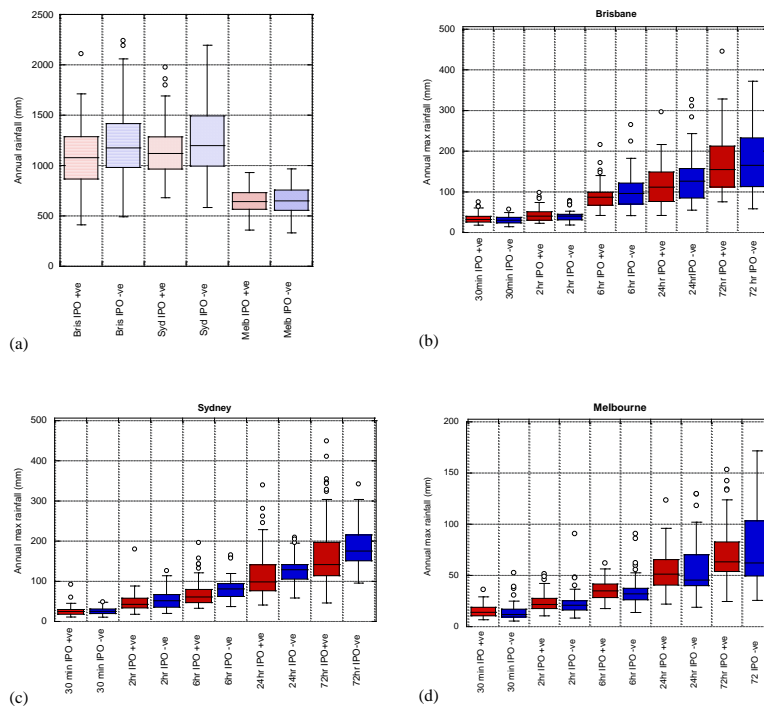 2500
2000
1500
1000
500
0
Annual rainfall (mm)
Bris IPO +ve
Bris IPO -ve
Syd IPO +ve
Syd IPO -ve
Melb IPO +ve
Melb IPO -ve
(a)
Brisbane
500
400
300
200
100
0
Annual max rainfall (mm)
30min IPO +ve
30min IPO -ve
2hr IPO +ve
2hr IPO -ve
6hr IPO +ve
6hr IPO -ve
24hr IPO +ve
24hrIPO -ve
72hr IPO +ve
72 hr IPO -ve
(b)
Sydney
500
400
300
200
100
0
Annual max rainfall (mm)
30 min IPO +ve
30 min IPO -ve
2hr IPO +ve
2hr IPO -ve
6hr IPO +ve
6hr IPO -ve
24hr IPO +ve
24hr IPO -ve
72hr IPO+ve
72hr IPO-ve
(c)
Melbourne
200
150
100
50
0
Annual max rainfall (mm)
30 min IPO +ve
30 min IPO -ve
2hr IPO +ve
2hr IPO -ve
6hr IPO +ve
6hr IPO -ve
24hr IPO +ve
24hr IPO -ve
72hr IPO +ve
72 IPO -ve
(d)